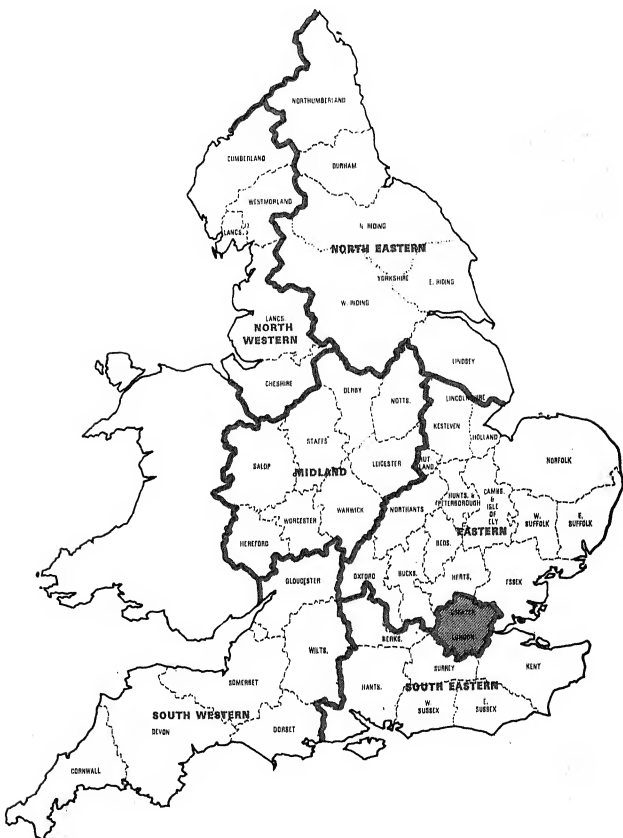 NORTHUMBERLAND
CUMBERLAND
DURHAM
WESTMORLAND
LANCS.
N RIDING
NORTH EASTERN
YORKSHIRE
E. RIDING
W. RIDING
LANCS.
NORTH
WESTERN
LINDSEY
CHESHIRE
DERBY
NOTTS.
LINCOLNSHIRE
KESTEVEN
HOLLAND
STAFFS
NORFOLK
SALOP
MIDLAND
LEICESTER
RUT
LAND
HUNTS. &
PETERBOROUGH
CAMBS.
&
ISLE
OF
ELY
W.
SUFFOLK
E.
SUFFOLK
WARWICK
NORTHANTS
WORCESTER
HEREFORD
EASTERN
BEDS.
GLOUCESTER
OXFORD
BUCKS.
HERTS.
ESSEX
GREATER
LONDON
BERKS.
WILTS.
SURREY
KENT
SOMERSET
HANTS.
SOUTH EASTERN
W
SUSSEX
E.
SUSSEX
SOUTH WESTERN
DEVON
DORSET
CORNWALL